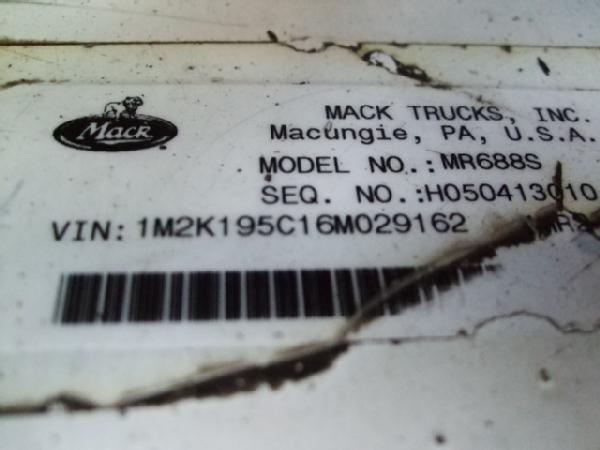 Mack
MACK TRUCKS, INC.
Macungie, PA, U.S.A.
MODEL NO.: MR688S
SEQ. NO.: H050413010
VIN: 1M2K195C16M029162